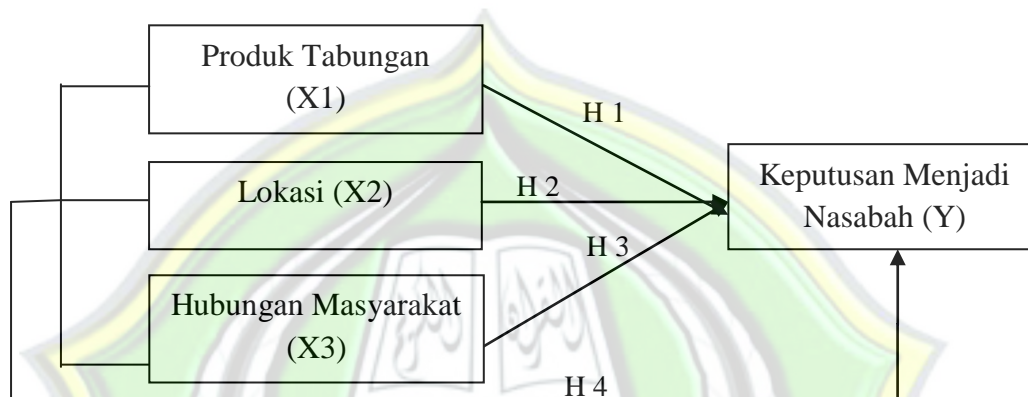 Produk Tabungan
(X1)
H 1
Lokasi (X2)
H 2
Keputusan Menjadi
Nasabah (Y)
H 3
Hubungan Masyarakat
(X3)
H 4